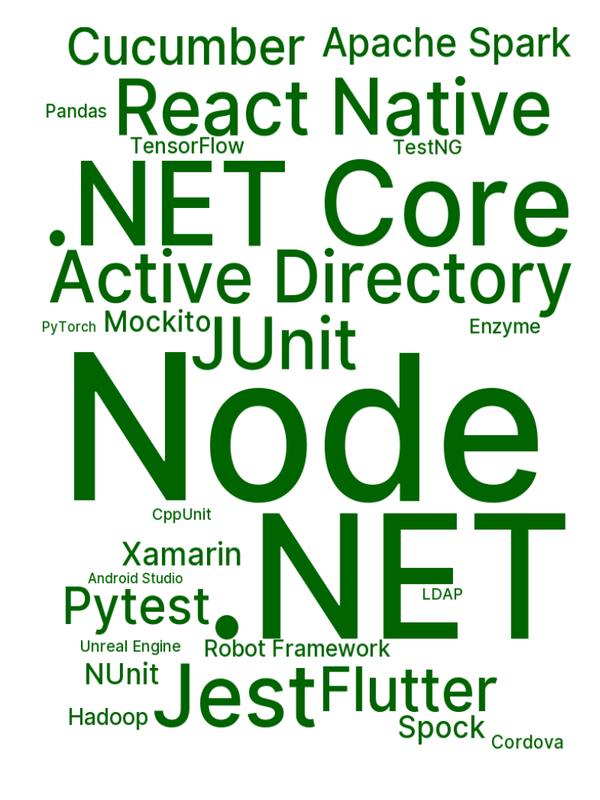 Cucumber
Apache Spark
Pandas
React Native
TensorFlow
TestNG
.NET Core
Active Directory
PyTorch
Mockito
JUnit
Enzyme
Node
CppUnit
.NET
Xamarin
Android Studio
Pytest
LDAP
Unreal Engine
Robot Framework
NUnit
Jest
Flutter
Hadoop
Spock
Cordova